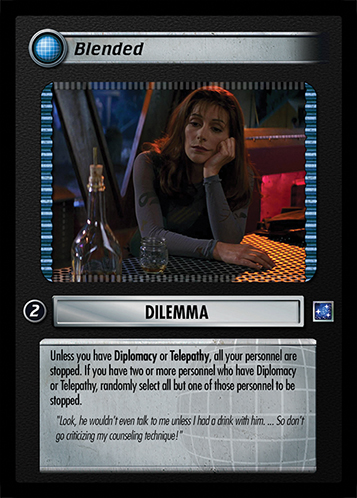 Blended
2
DILEMMA
Unless you have Diplomacy or Telepathy, all your personnel are
stopped. If you have two or more personnel who have Diplomacy
or Telepathy, randomly select all but one of those personnel to be
stopped.
"Look, he wouldn't even talk to me unless I had a drink with him. ... So don't
go criticizing my counseling technique!"